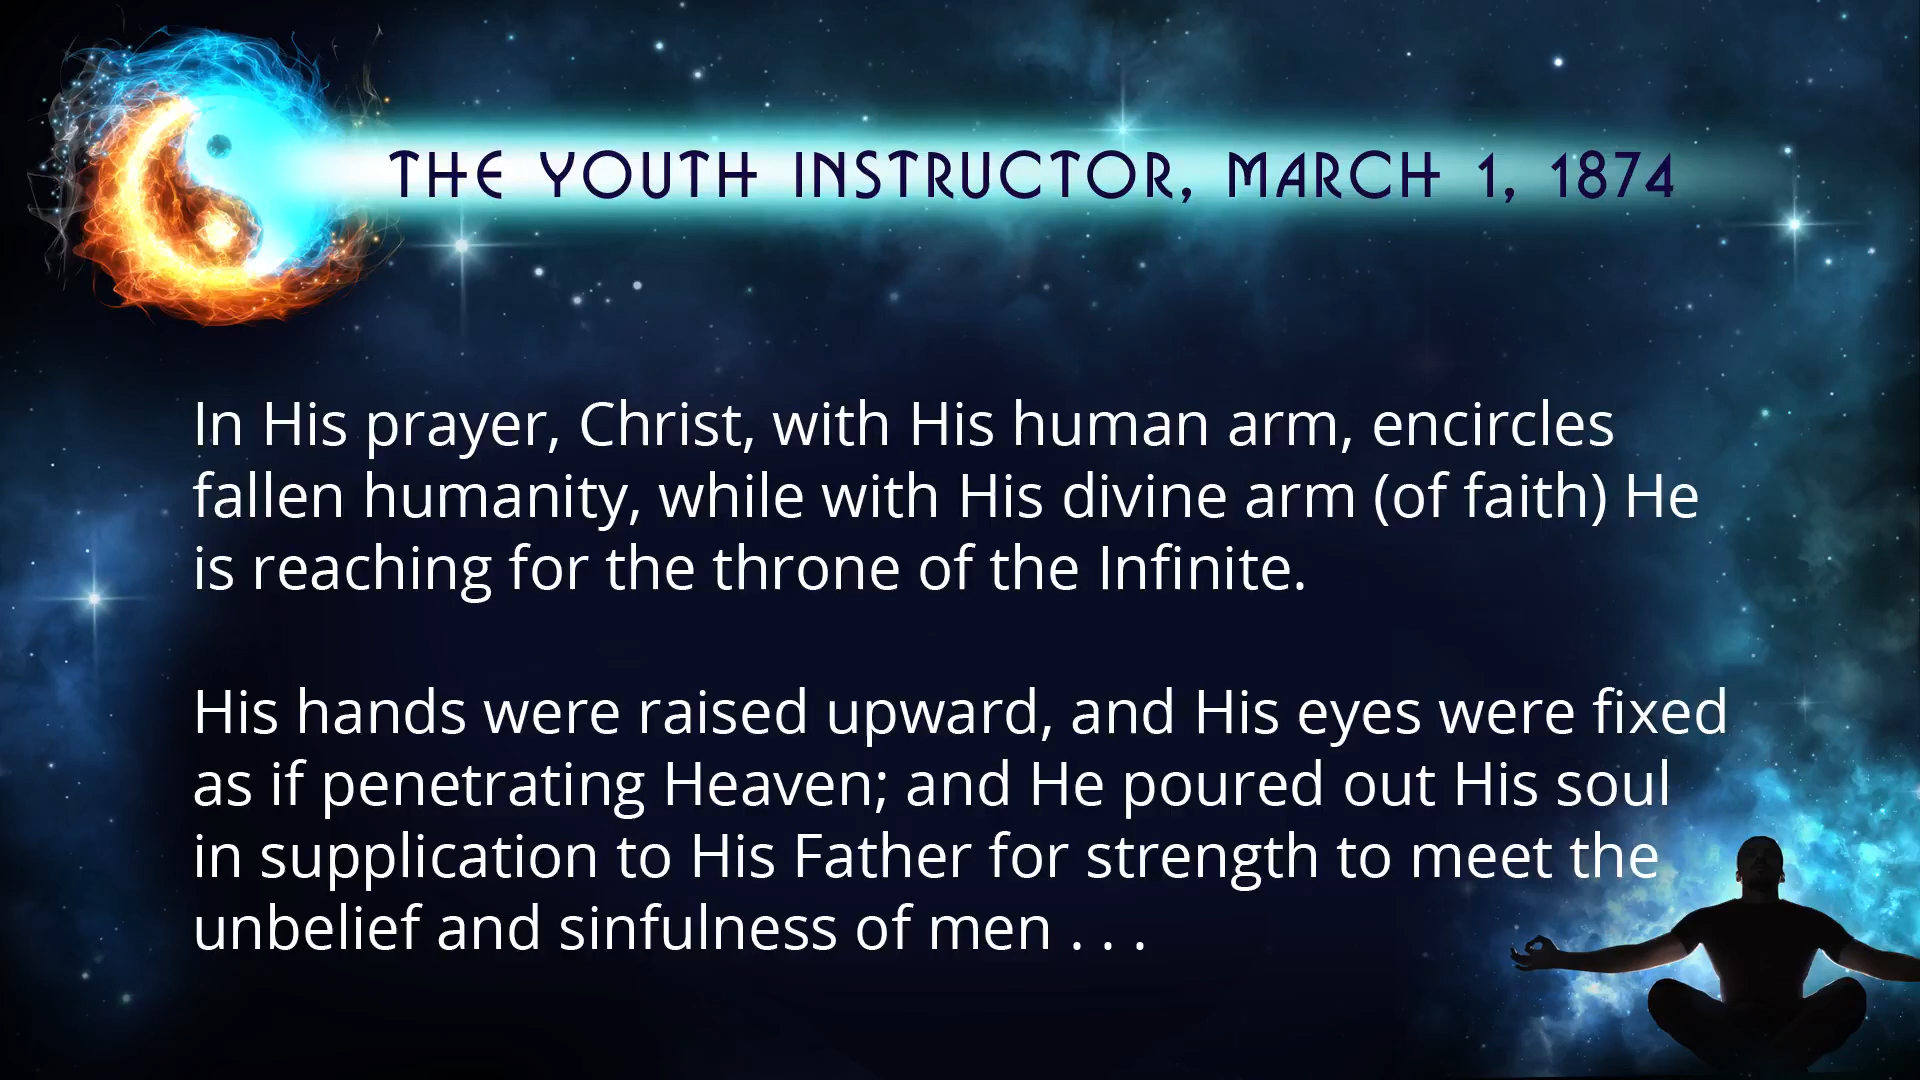 THE YOUTH INSTRUCTOR, MARCH 1, 1874
In His prayer, Christ, with His human arm, encircles
fallen humanity, while with His divine arm (of faith) He
is reaching for the throne of the Infinite.
His hands were raised upward, and His eyes were fixed
as if penetrating Heaven; and He poured out His soul
in supplication to His Father for strength to meet the
unbelief and sinfulness of men . . .